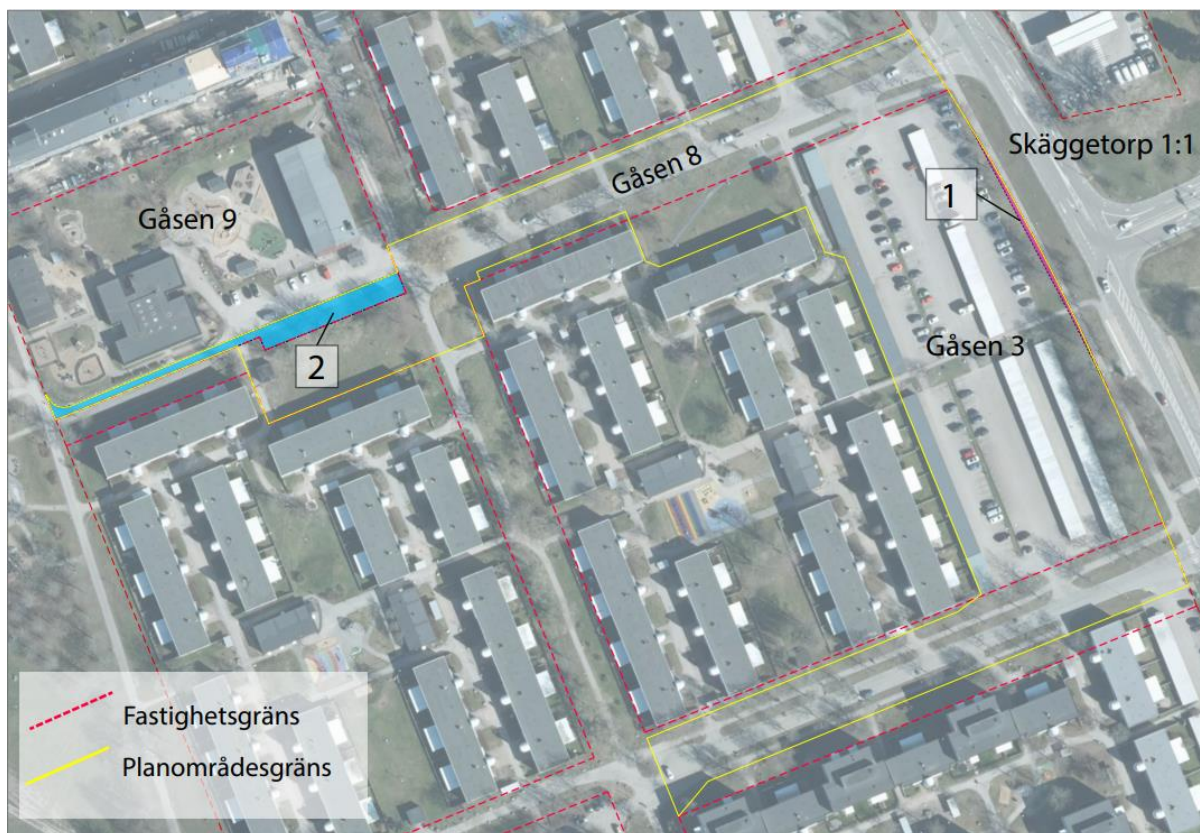 Skäggetorp 1:1
Gåsen 8
1
Gåsen 9
Gåsen 3
2
Fastighetsgräns
Planområdesgräns